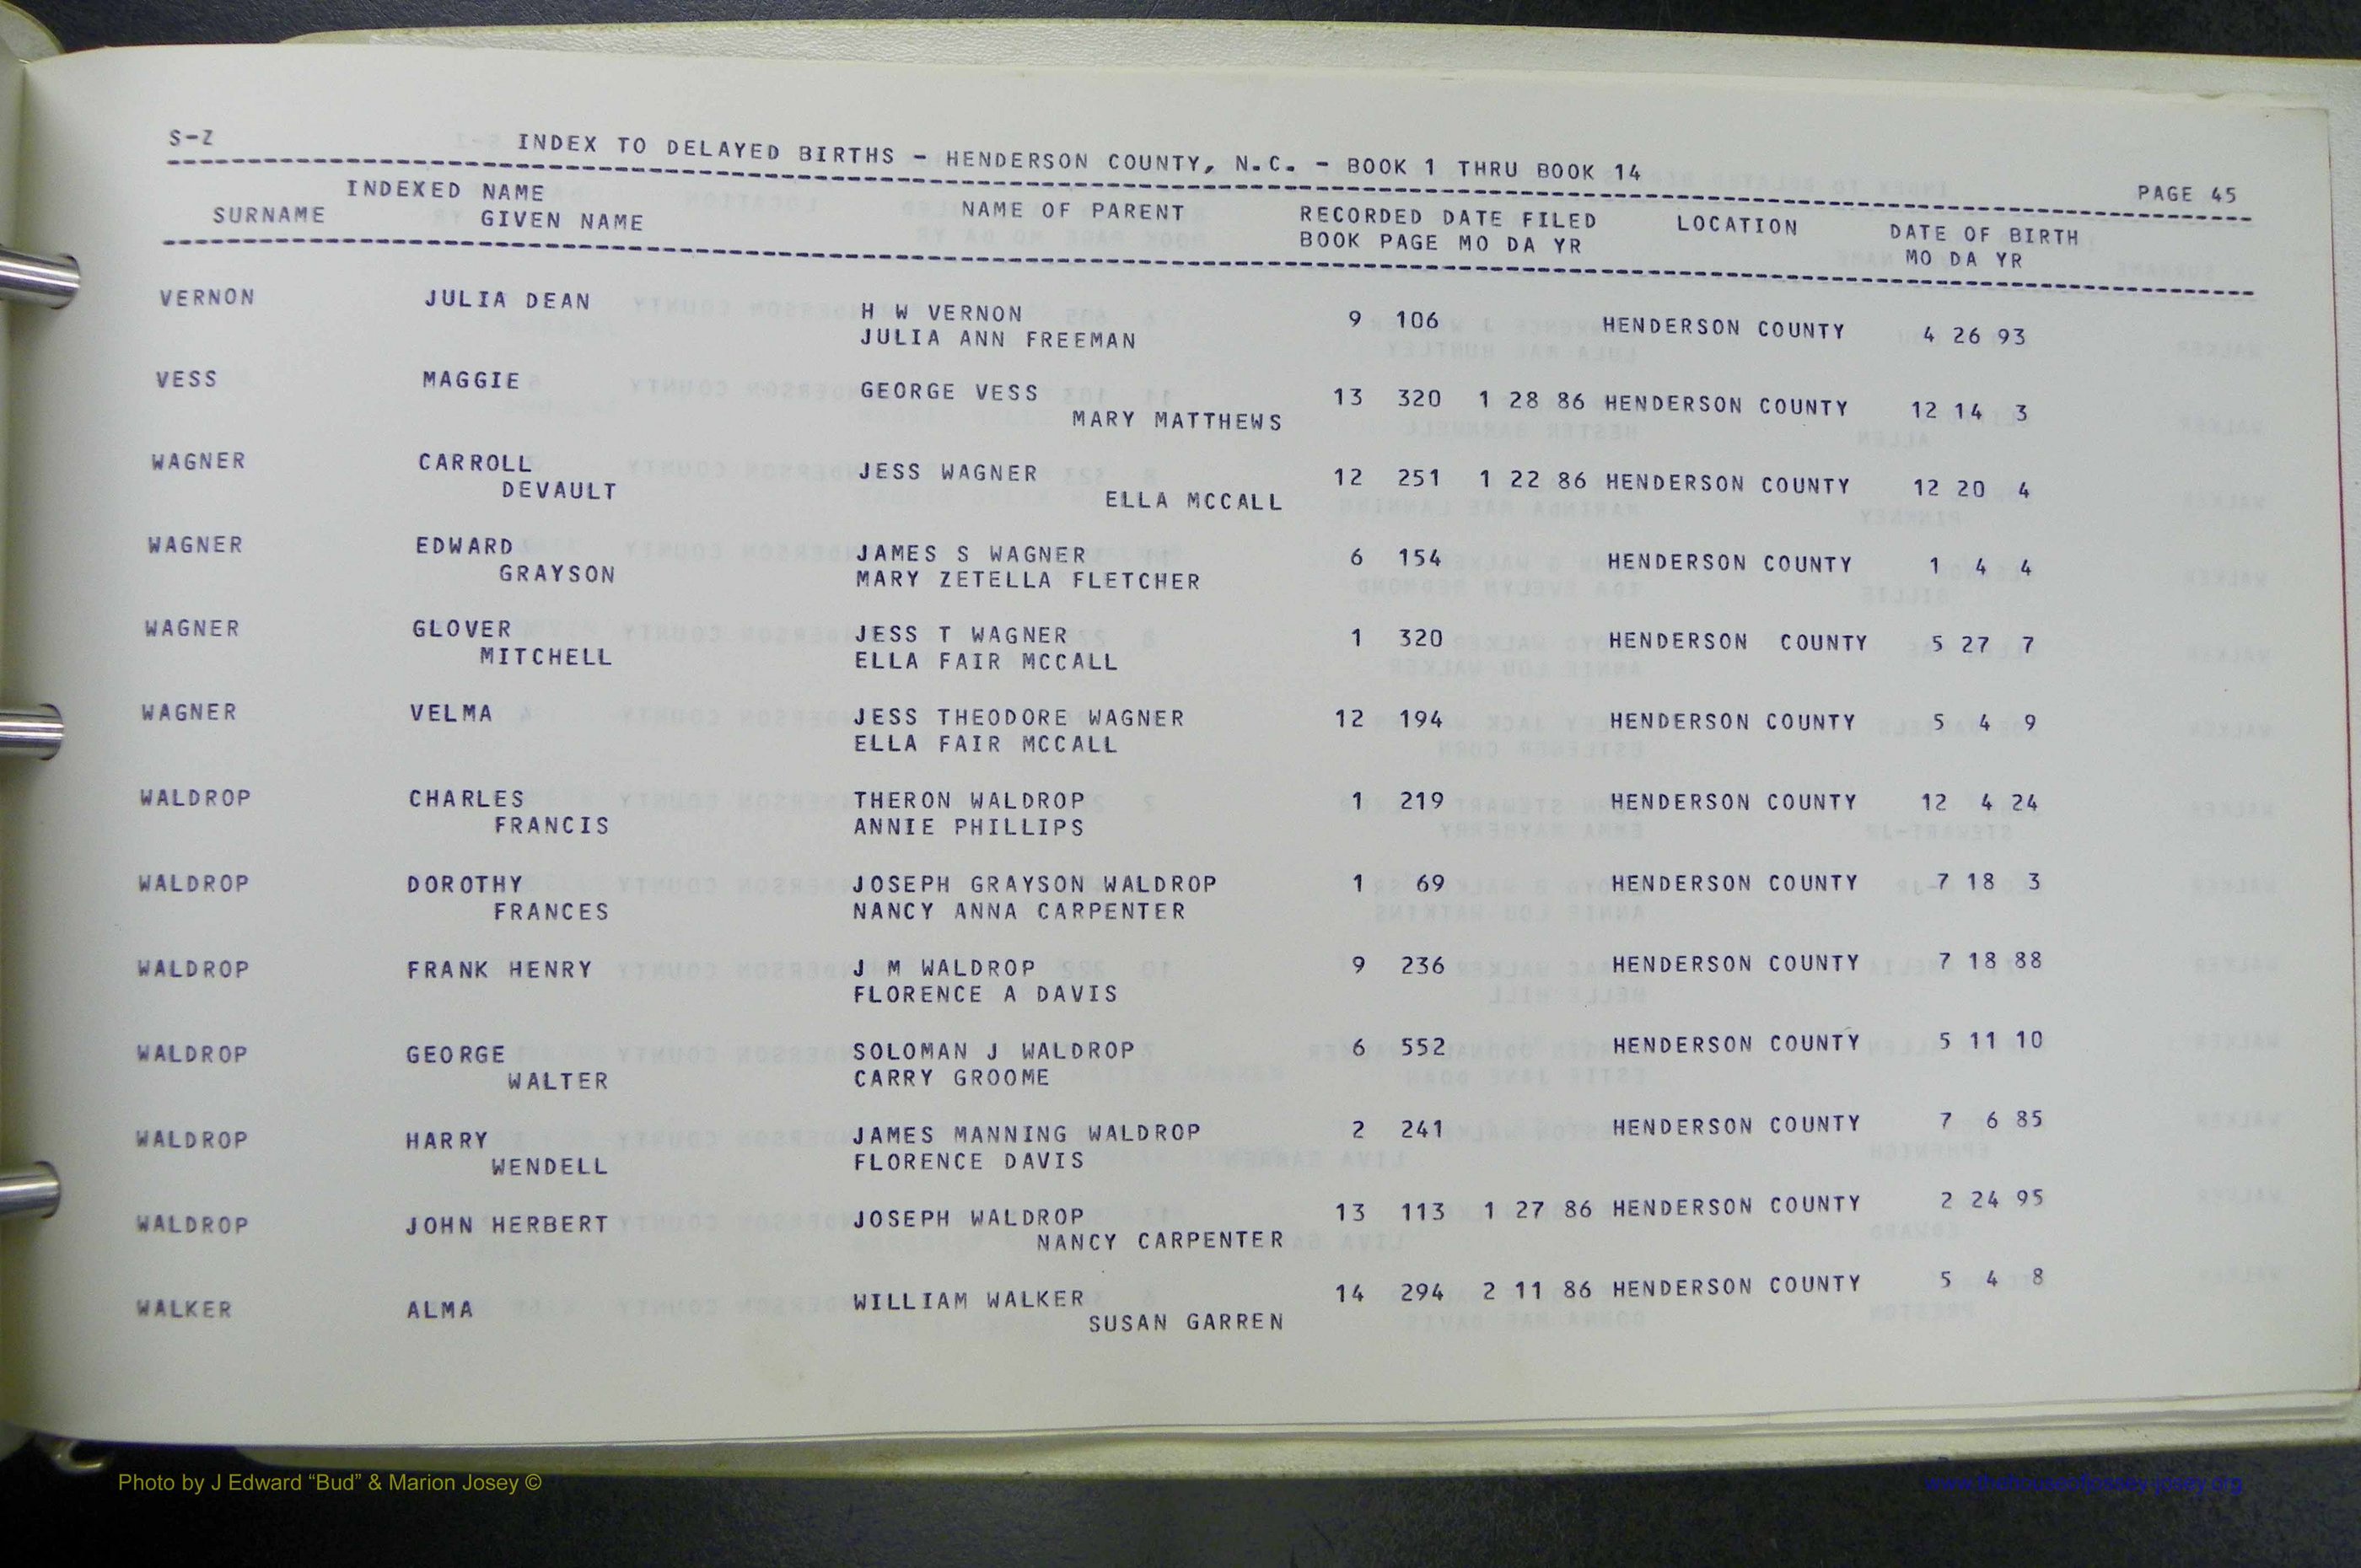 S-Z INDEX TO DELAYED BIRTHS - HENDERSON COUNTY, N.C. - BOOK 1 THRU BOOK 14 PAGE 45
INDEXED NAME NAME OF PARENT RECORDED DATE FILED LOCATION DATE OF BIRTH
SURNAME GIVEN NAME BOOK PAGE MO DA YR MO DA YR
VERNON JULIA DEAN H W VERNON 9 106 HENDERSON COUNTY 4 26 93
JULIA ANN FREEMAN
VESS MAGGIE GEORGE VESS 13 320 1 28 86 HENDERSON COUNTY 12 14 3
MARY MATTHEWS
WAGNER CARROLL JESS WAGNER 12 251 1 22 86 HENDERSON COUNTY 12 20 4
DEVAULT ELLA MCCALL
WAGNER EDWARD JAMES S WAGNER 6 154 HENDERSON COUNTY 1 4 4
GRAYSON MARY ZETELLA FLETCHER
WAGNER GLOVER JESS T WAGNER 1 320 HENDERSON COUNTY 5 27 7
MITCHELL ELLA FAIR MCCALL
WAGNER VELMA JESS THEODORE WAGNER 12 194 HENDERSON COUNTY 5 4 9
ELLA FAIR MCCALL
WALDROP CHARLES THERON WALDROP 1 219 HENDERSON COUNTY 12 4 24
FRANCIS ANNIE PHILLIPS
WALDROP DOROTHY JOSEPH GRAYSON WALDROP 1 69 HENDERSON COUNTY 7 18 3
FRANCES NANCY ANNA CARPENTER
WALDROP FRANK HENRY J M WALDROP 9 236 HENDERSON COUNTY 7 18 88
FLORENCE A DAVIS
WALDROP GEORGE SOLOMAN J WALDROP 6 552 HENDERSON COUNTY 5 11 10
WALTER CARRY GROOME
WALDROP HARRY JAMES MANNING WALDROP 2 241 HENDERSON COUNTY 7 6 85
WENDELL FLORENCE DAVIS
WALDROP JOHN HERBERT JOSEPH WALDROP 13 113 1 27 86 HENDERSON COUNTY 2 24 95
NANCY CARPENTER
WALKER ALMA WILLIAM WALKER 14 294 2 11 86 HENDERSON COUNTY 5 4 8
SUSAN GARREN
Photo by J Edward “Bud” & Marion Josey ©